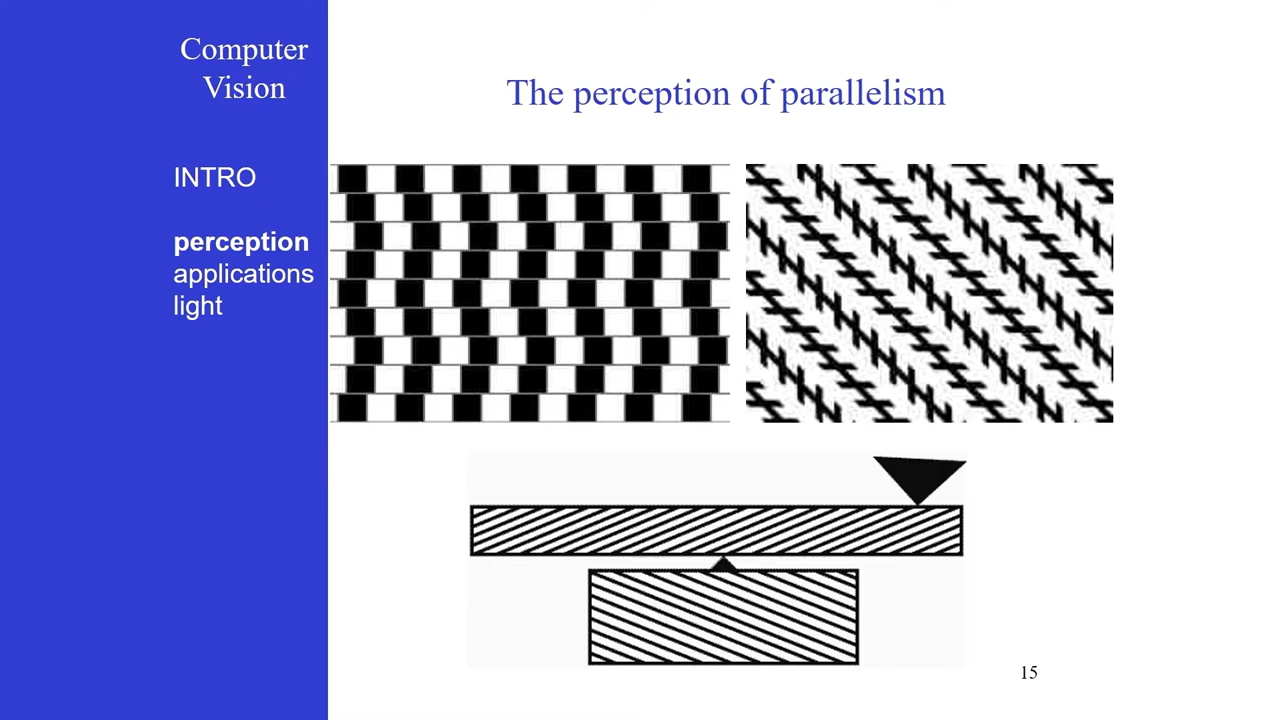 Computer
Vision
The perception of parallelism
INTRO
perception
applications
light
15